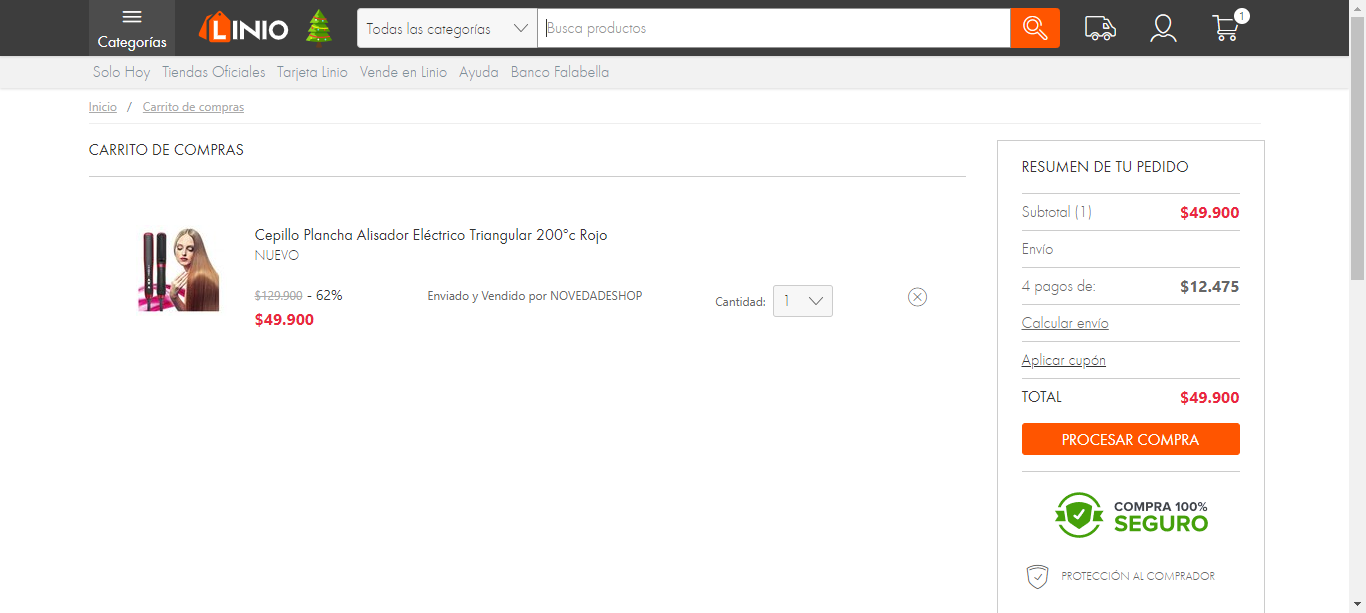 Categorías
LINIO
Todas las categorías
Busca productos
1
Solo Hoy Tiendas Oficiales Tarjeta Linio Vende en Linio Ayuda Banco Falabella
Inicio / Carrito de compras
CARRITO DE COMPRAS
Cepillo Plancha Alisador Eléctrico Triangular 200°c Rojo
NUEVO
$129.900 - 62%
$49.900
Enviado y Vendido por NOVEDADESHOP
Cantidad: 1
RESUMEN DE TU PEDIDO
Subtotal (1) $49.900
Envío
4 pagos de: $12.475
Calcular envío
Aplicar cupón
TOTAL $49.900
PROCESAR COMPRA
COMPRA 100%
SEGURO
PROTECCIÓN AL COMPRADOR